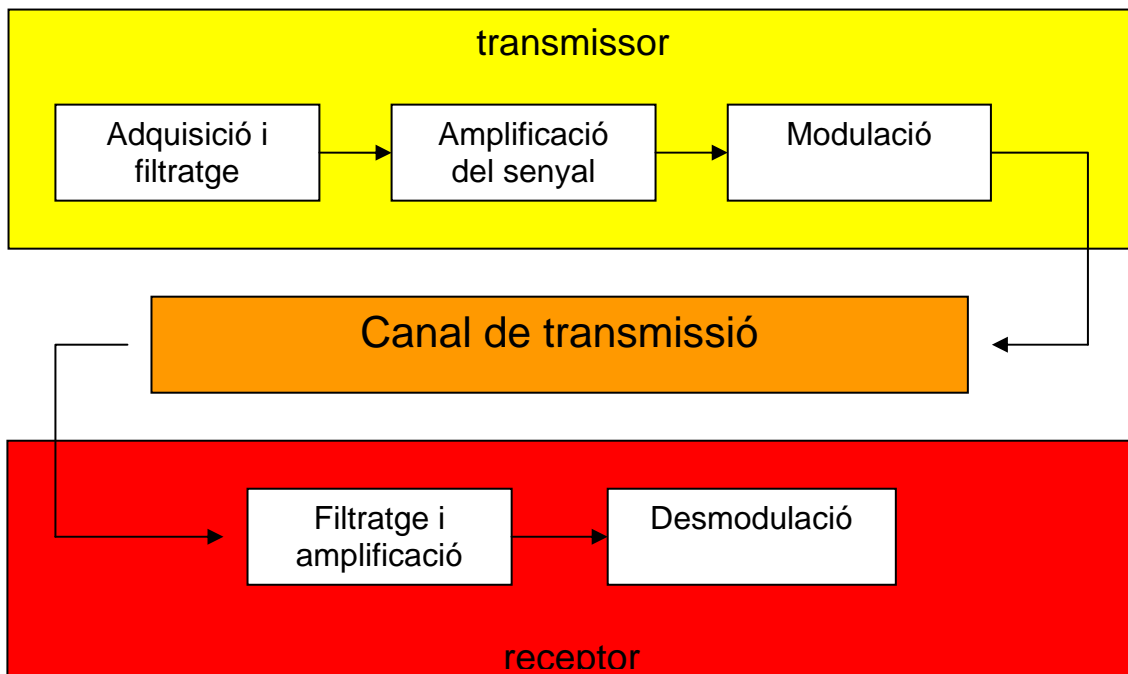 transmissor
Adquisició i
filtratge
Amplificació
del senyal
Modulació
Canal de transmissió
Filtratge i
amplificació
Desmodulació
receptor